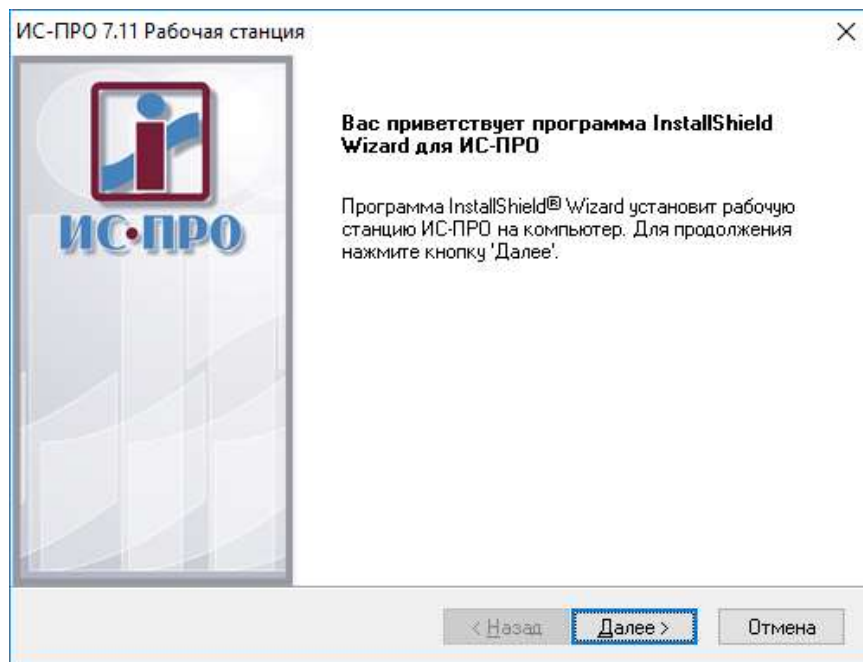 ИС-ПРО 7.11 Рабочая станция
ИС•ПРО
Вас приветствует программа InstallShield
Wizard для ИС-ПРО
Программа InstallShield® Wizard установит рабочую
станцию ИС-ПРО на компьютер. Для продолжения
нажмите кнопку 'Далее'.
< Назад
Далее >
Отмена